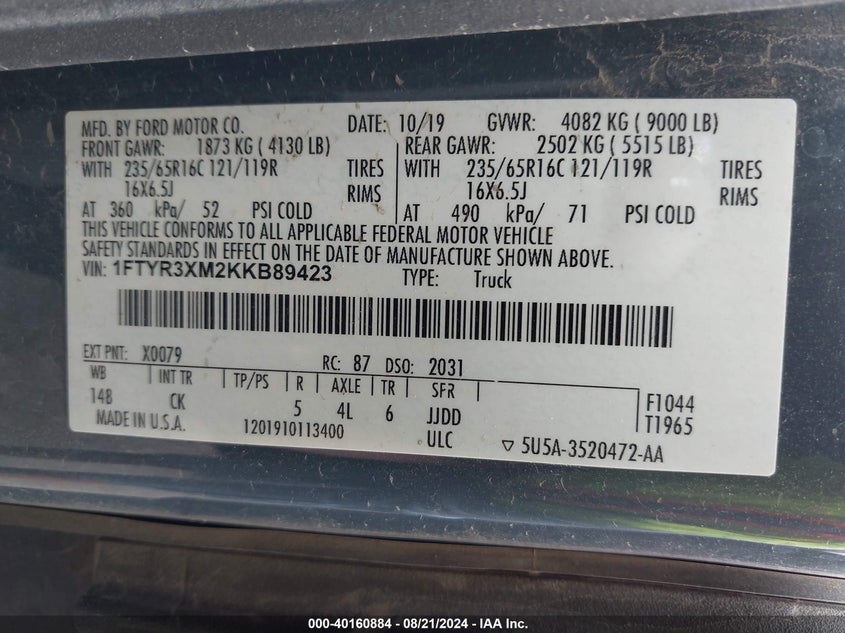 MFD. BY FORD MOTOR CO. DATE: 10/19 GVWR: 4082 KG ( 9000 LB)
FRONT GAWR: 1873 KG ( 4130 LB) REAR GAWR: 2502 KG ( 5515 LB)
WITH 235/65R16C 121/119R TIRES WITH 235/65R16C 121/119R TIRES
16X6.5J RIMS 16X6.5J RIMS
AT 360 kPa/ 52 PSI COLD AT 490 kPa/ 71 PSI COLD
THIS VEHICLE CONFORMS TO ALL APPLICABLE FEDERAL MOTOR VEHICLE
SAFETY STANDARDS IN EFFECT ON THE DATE OF MANUFACTURE SHOWN ABOVE.
VIN: 1FTYR3XM2KKB89423 TYPE: Truck
EXT PNT: X0079 RC: 87 DSO: 2031
WB INT TR TP/PS R AXLE TR SFR F1044
148 CK 5 4L 6 JJDD T1965
MADE IN U.S.A. 1201910113400 ULC 5U5A-3520472-AA
000-40160884 - 08/21/2024 - IAA Inc.